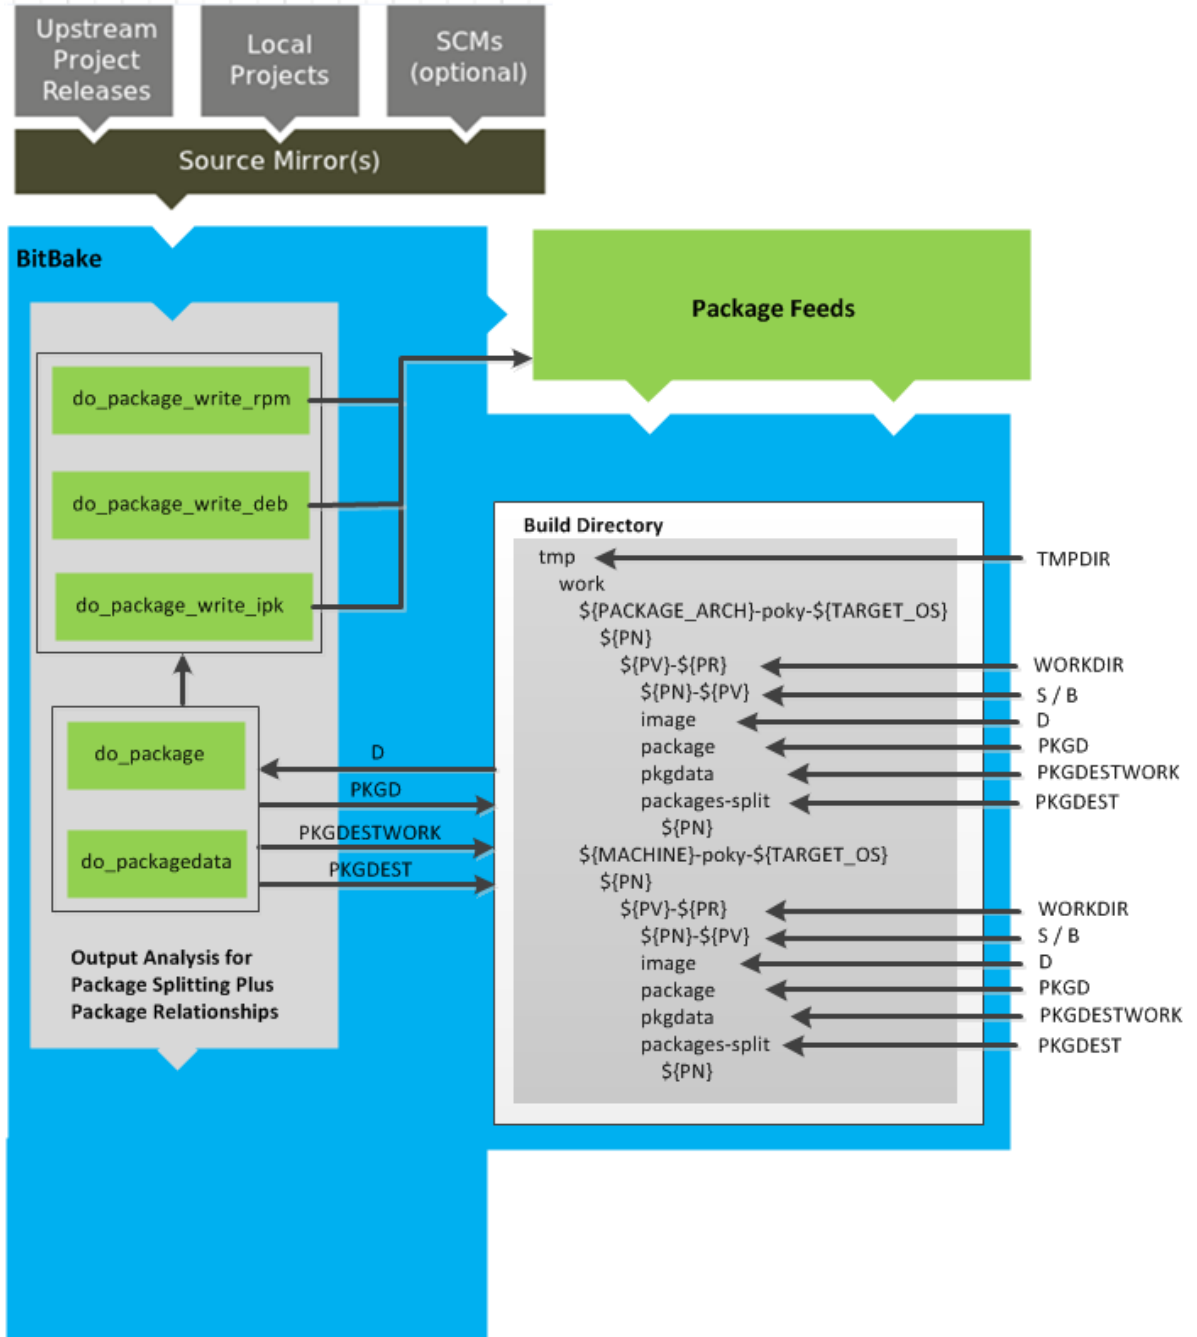 Upstream
Project
Releases
Local
Projects
SCMs
(optional)
Source Mirror(s)
BitBake
Package Feeds
do_package_write_rpm
do_package_write_deb
do_package_write_ipk
do_package
do_packagedata
D
PKGD
PKGDESTWORK
PKGDEST
Output Analysis for
Package Splitting Plus
Package Relationships
Build Directory
tmp
TMPDIR
work
${PACKAGE_ARCH}-poky-${TARGET_OS}
${PN}
${PV}-${PR}
WORKDIR
${PN}-${PV}
S / B
image
D
package
PKGD
pkgdata
PKGDESTWORK
packages-split
PKGDEST
${PN}
${MACHINE}-poky-${TARGET_OS}
${PN}
${PV}-${PR}
WORKDIR
${PN}-${PV}
S / B
image
D
package
PKGD
pkgdata
PKGDESTWORK
packages-split
PKGDEST
${PN}